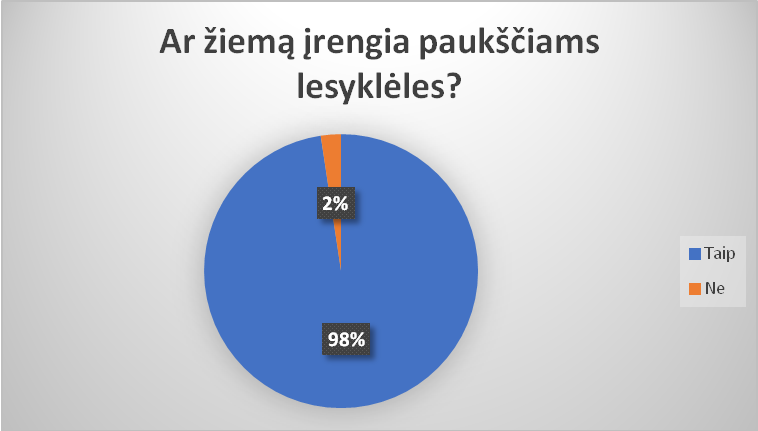 Ar žiemą įrengia paukščiams
lesyklėles?
2%
98%
Taip
Ne